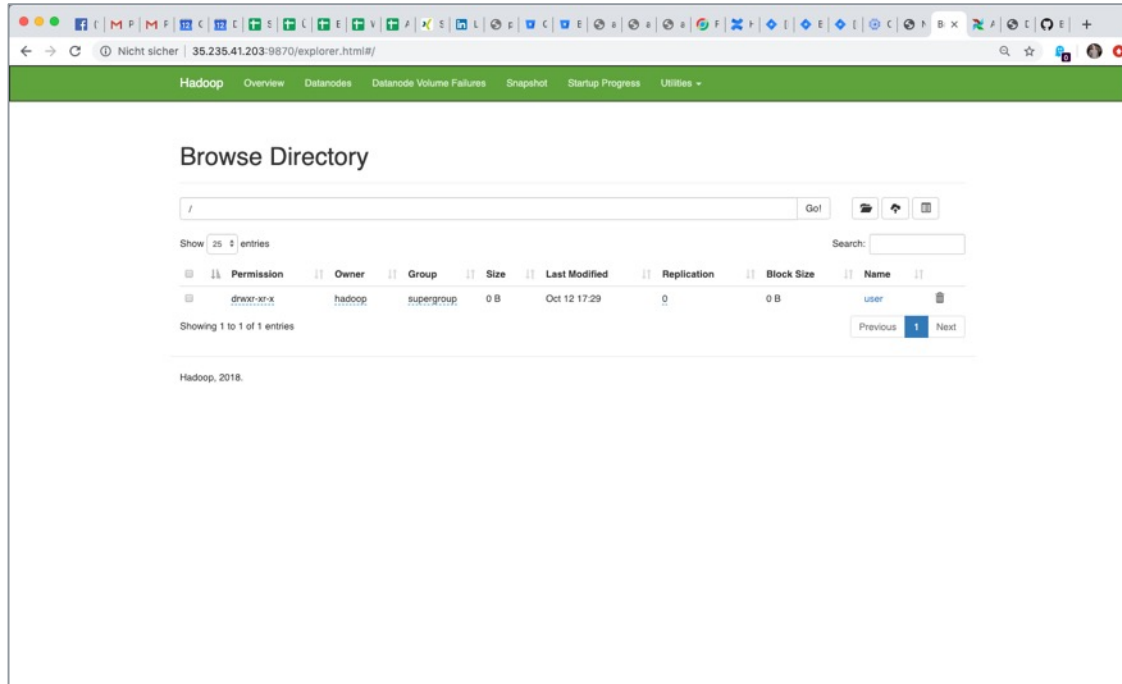 Nicht sicher | 35.235.41.203:9870/explorer.html#/
Hadoop Overview Datanodes Datanode Volume Failures Snapshot Startup Progress Utilities
Browse Directory
/ Go!
Show 25 entries Search:
Permission Owner Group Size Last Modified Replication Block Size Name
drwxr-xr-x hadoop supergroup 0 B Oct 12 17:29 0 0 B user
Showing 1 to 1 of 1 entries Previous 1 Next
Hadoop, 2018.